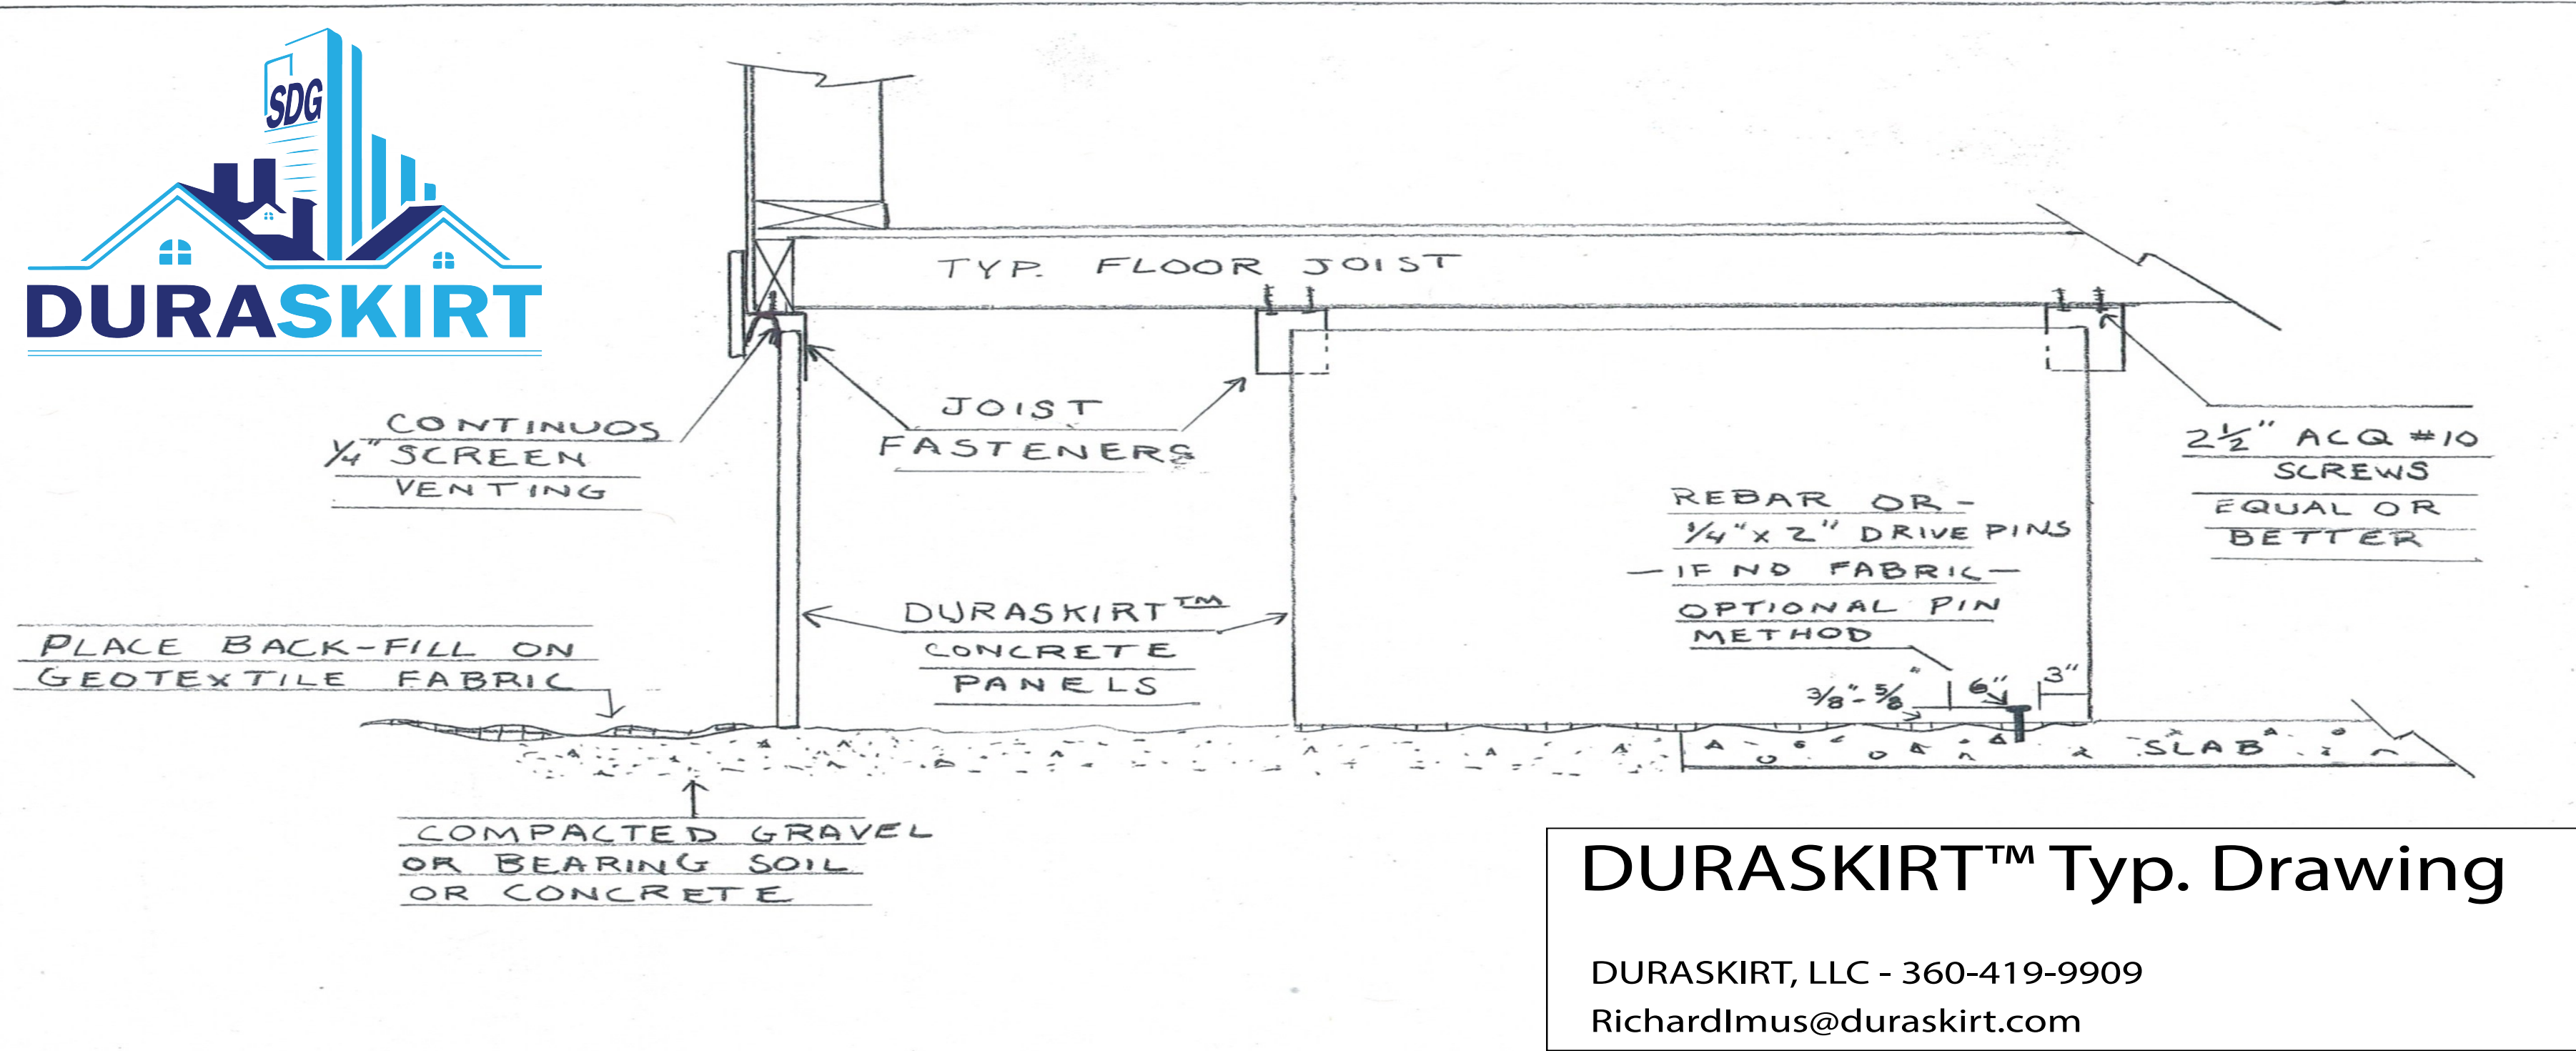 SDG
DURASKIRT
TYP. FLOOR JOIST
CONTINUOS
1/4" SCREEN
VENTING
JOIST
FASTENERS
2 1/2" ACQ #10
SCREWS
EQUAL OR
BETTER
REBAR OR -
1/4" x 2" DRIVE PINS
- IF NO FABRIC -
OPTIONAL PIN
METHOD
DURASKIRT™
CONCRETE
PANELS
PLACE BACK-FILL ON
GEOTEXTILE FABRIC
3/8"- 5/8"
6"
3"
SLAB
COMPACTED GRAVEL
OR BEARING SOIL
OR CONCRETE
DURASKIRT™ Typ. Drawing
DURASKIRT, LLC - 360-419-9909
RichardImus@duraskirt.com